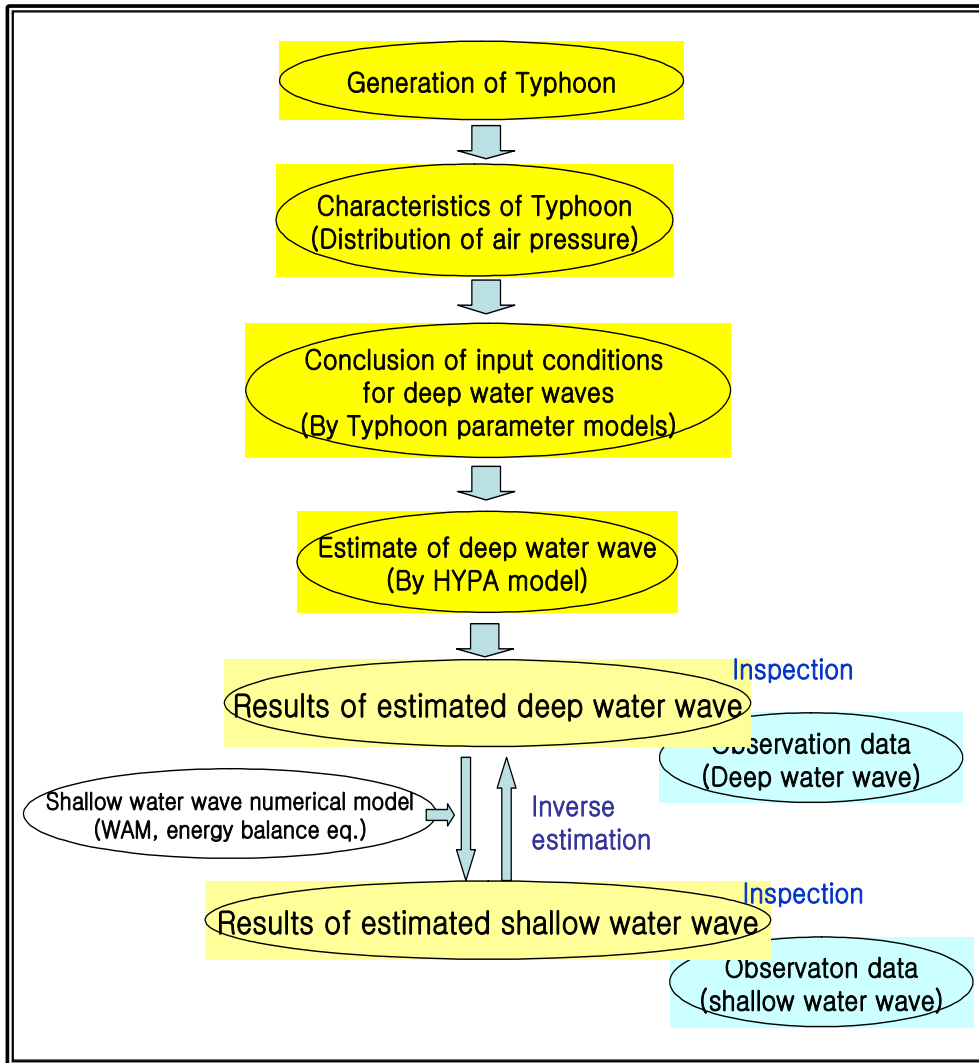 Generation of Typhoon
Characteristics of Typhoon
(Distribution of air pressure)
Conclusion of input conditions
for deep water waves
(By Typhoon parameter models)
Estimate of deep water wave
(By HYPA model)
Inspection
Results of estimated deep water wave
Observation data
(Deep water wave)
Shallow water wave numerical model
(WAM, energy balance eq.)
Inverse
estimation
Inspection
Results of estimated shallow water wave
Observaton data
(shallow water wave)